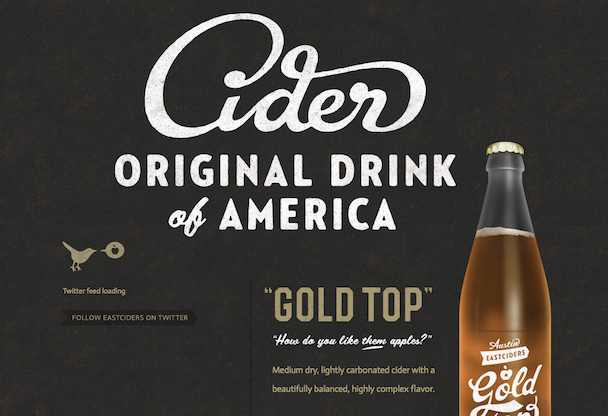 Cider
ORIGINAL DRINK
of AMERICA
Twitter feed loading
FOLLOW EASTCIDERS ON TWITTER
"GOLD TOP"
"How do you like them apples?"
Medium dry, lightly carbonated cider with a
beautifully balanced, highly complex flavor.
Austin
EASTCIDERS
Gold